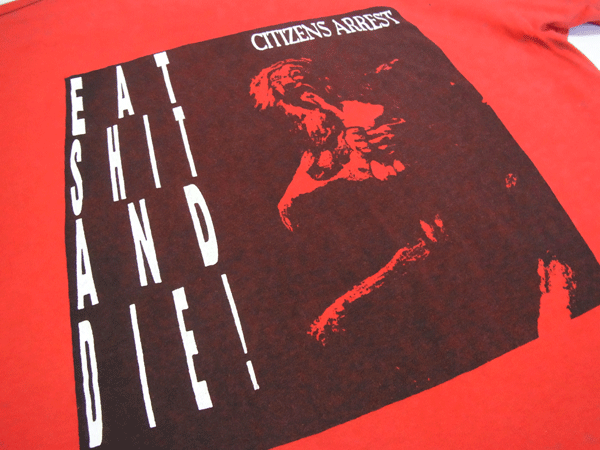 CITIZENS ARREST
EAT
SHIT
AND
DIE!